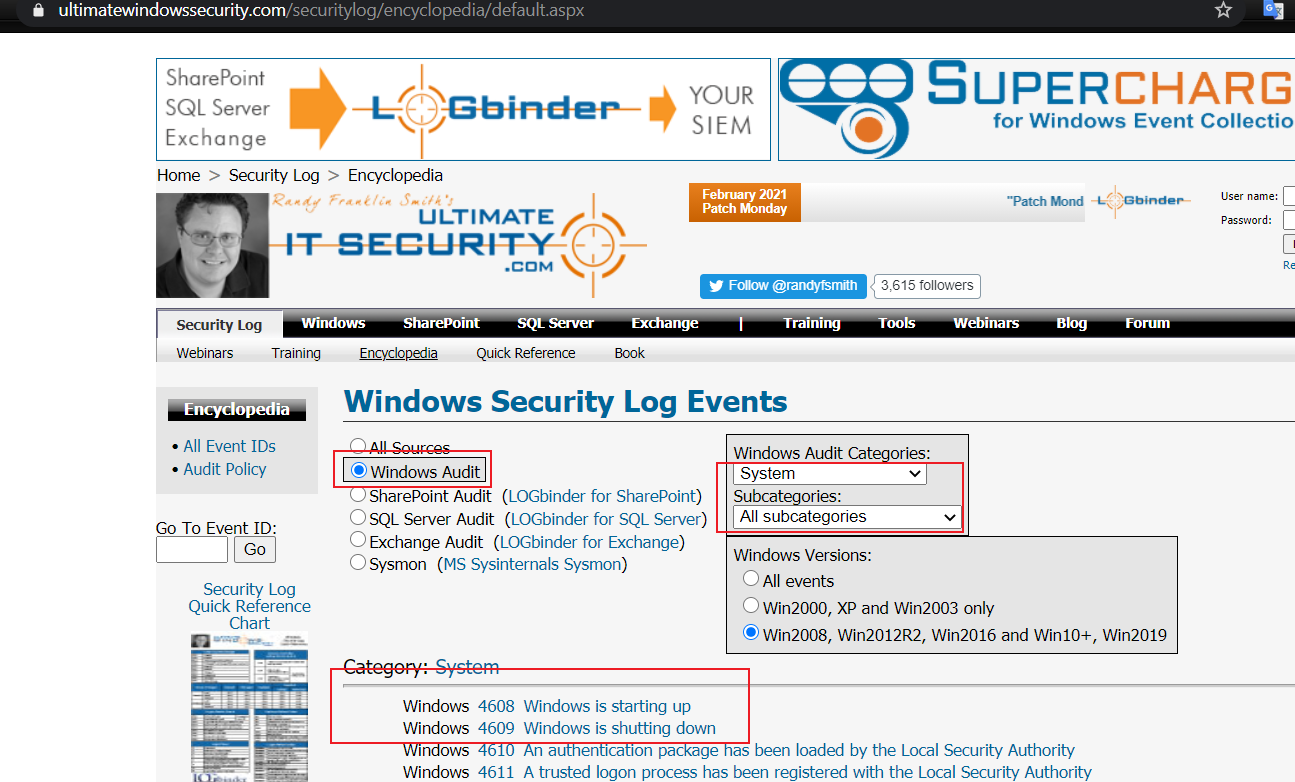 ultimatewindowssecurity.com/securitylog/encyclopedia/default.aspx
SharePoint
SQL Server
Exchange
LOGbinder
YOUR
SIEM
SUPERCHARG
for Windows Event Collectio
Home > Security Log > Encyclopedia
Randy Franklin Smith's
ULTIMATE
IT SECURITY
.COM
February 2021
Patch Monday
"Patch Mond
LOGbinder
User name:
Password:
Re
Follow @randyfsmith
3,615 followers
Security Log Windows SharePoint SQL Server Exchange | Training Tools Webinars Blog Forum
Webinars Training Encyclopedia Quick Reference Book
Encyclopedia
• All Event IDs
• Audit Policy
Go To Event ID:
Go
Security Log
Quick Reference
Chart
Windows Security Log Events
All Sources
Windows Audit
SharePoint Audit (LOGbinder for SharePoint)
SQL Server Audit (LOGbinder for SQL Server)
Exchange Audit (LOGbinder for Exchange)
Sysmon (MS Sysinternals Sysmon)
Windows Audit Categories:
System
Subcategories:
All subcategories
Windows Versions:
All events
Win2000, XP and Win2003 only
Win2008, Win2012R2, Win2016 and Win10+, Win2019
Category: System
Windows 4608 Windows is starting up
Windows 4609 Windows is shutting down
Windows 4610 An authentication package has been loaded by the Local Security Authority
Windows 4611 A trusted logon process has been registered with the Local Security Authority